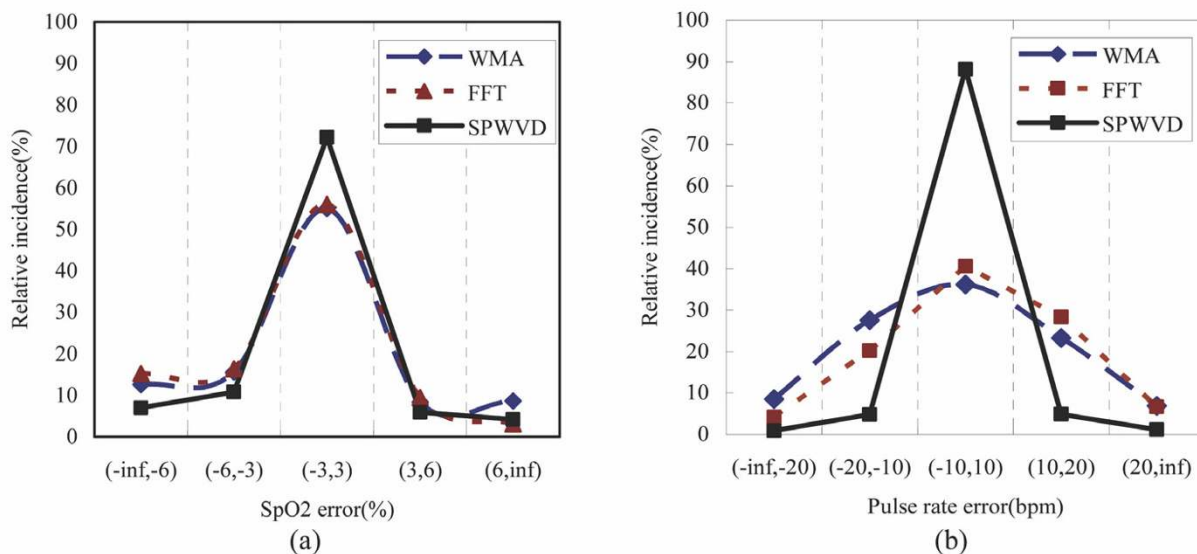 100
90
80
70
60
50
40
30
20
10
0
Relative incidence(%)
WMA
FFT
SPWVD
(-inf,-6) (-6,-3) (-3,3) (3,6) (6,inf)
SpO2 error(%)
(a)
100
90
80
70
60
50
40
30
20
10
0
Relative incidence(%)
WMA
FFT
SPWVD
(-inf,-20) (-20,-10) (-10,10) (10,20) (20,inf)
Pulse rate error(bpm)
(b)